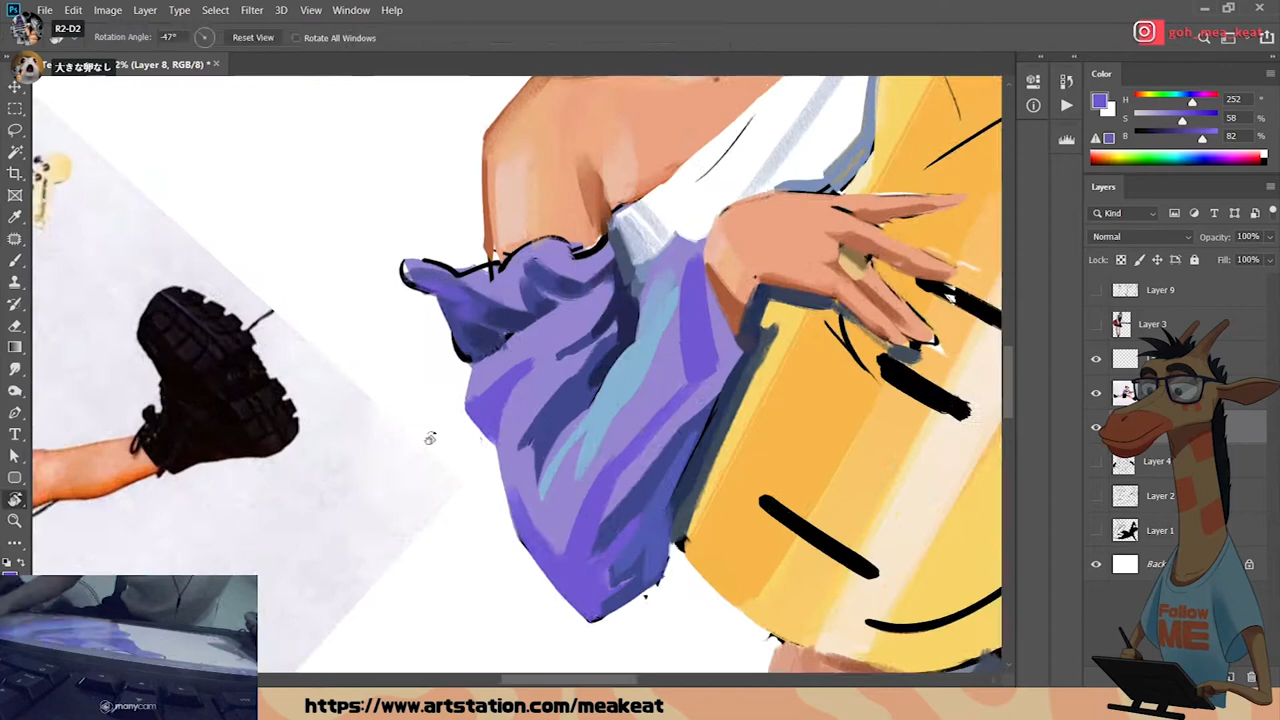 Ps File Edit Image Layer Type Select Filter 3D View Window Help
R2-D2
Rotation Angle: -47° Reset View Rotate All Windows
goh_mea_keat
大きな卵なし
2% (Layer 8, RGB/8) *
Color
H 252 °
S 58 %
B 82 %
Layers
Kind
Normal Opacity: 100%
Lock: Fill: 100%
Layer 9
Layer 3
Layer 4
Layer 2
Layer 1
Follow
ME
manycam
https://www.artstation.com/meakeat